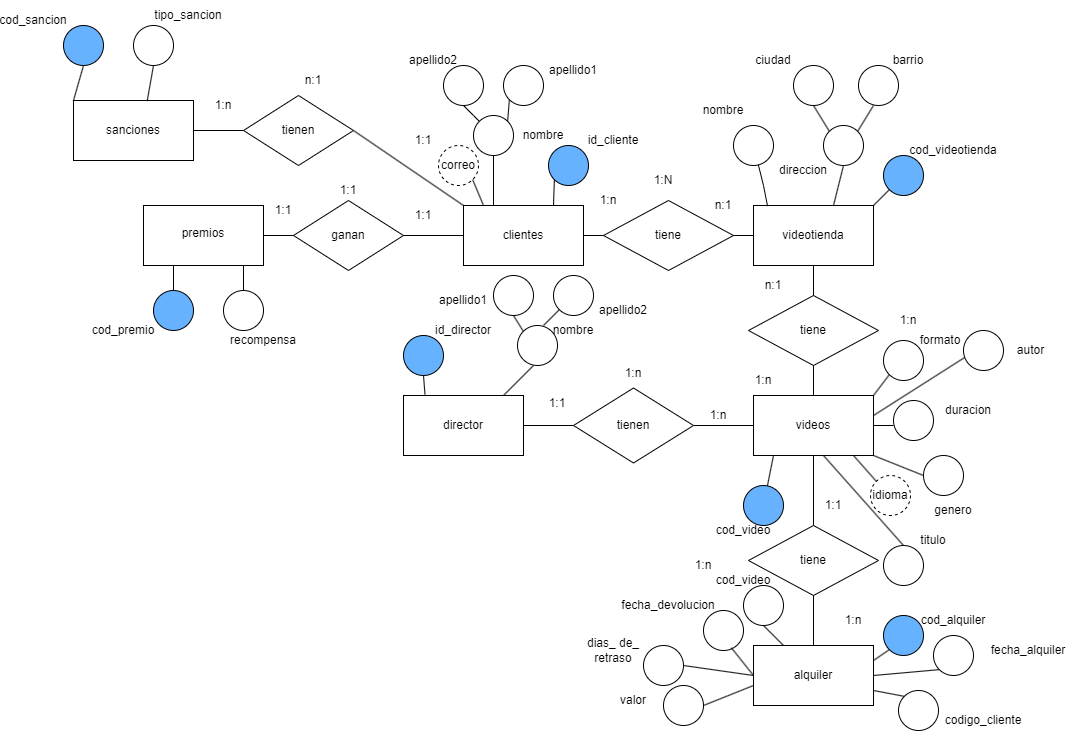 cod_sancion
tipo_sancion
n:1
1:n
sanciones
tienen
apellido2
apellido1
1:1
correo
nombre
id_cliente
ciudad
barrio
nombre
direccion
cod_videotienda
premios
1:1
1:1
ganan
1:1
clientes
1:n
1:N
tiene
n:1
videotienda
cod_premio
recompensa
apellido1
apellido2
id_director
nombre
n:1
tiene
1:n
formato
autor
director
1:1
1:n
tienen
1:n
1:n
videos
duracion
idioma
genero
cod_video
1:1
titulo
tiene
1:n
cod_video
fecha_devolucion
1:n
cod_alquiler
dias_ de_
retraso
fecha_alquiler
valor
alquiler
codigo_cliente